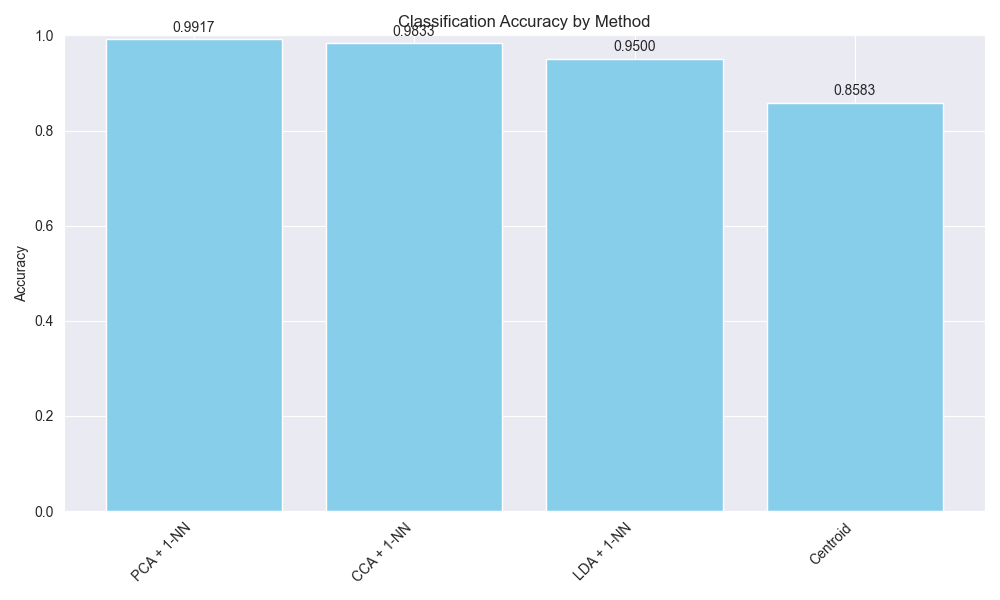 Classification Accuracy by Method
0.9917
0.9833
0.9500
0.8583
1.0
0.8
0.6
0.4
0.2
0.0
Accuracy
PCA + 1-NN
CCA + 1-NN
LDA + 1-NN
Centroid